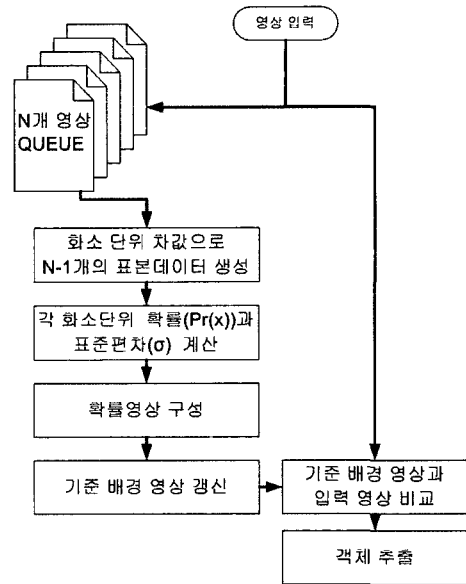 영상 입력
N개 영상
QUEUE
화소 단위 차값으로
N-1개의 표본데이터 생성
각 화소단위 확률(Pr(x))과
표준편차(σ) 계산
확률영상 구성
기준 배경 영상 갱신
기준 배경 영상과
입력 영상 비교
객체 추출